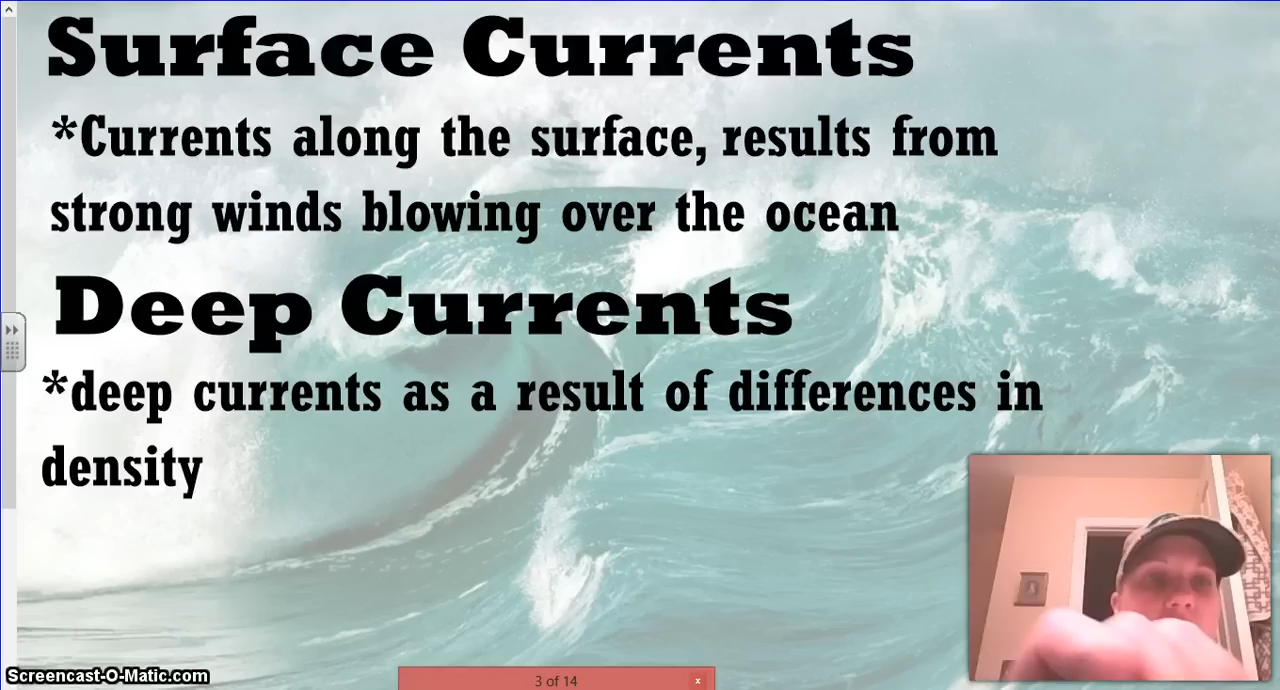 Surface Currents
*Currents along the surface, results from
strong winds blowing over the ocean
Deep Currents
*deep currents as a result of differences in
density
Screencast-O-Matic.com
3 of 14
x